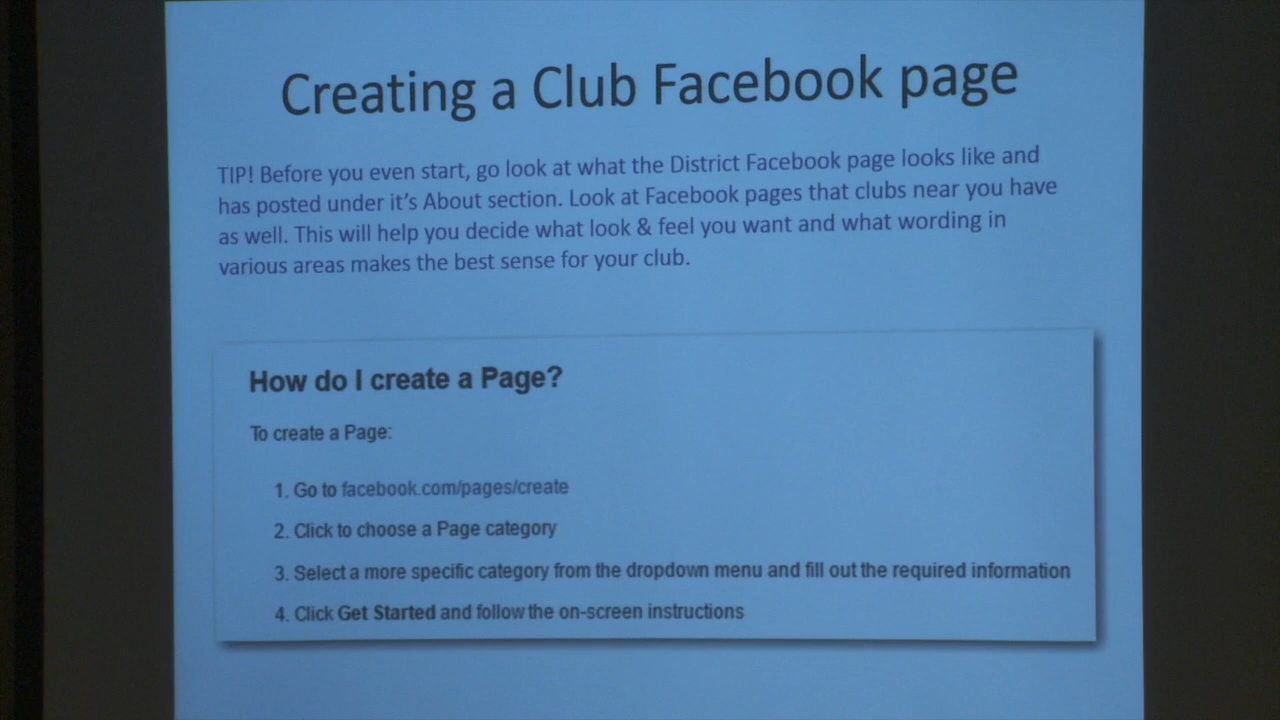 Creating a Club Facebook page
TIP! Before you even start, go look at what the District Facebook page looks like and
has posted under it's About section. Look at Facebook pages that clubs near you have
as well. This will help you decide what look & feel you want and what wording in
various areas makes the best sense for your club.
How do I create a Page?
To create a Page:
1. Go to facebook.com/pages/create
2. Click to choose a Page category
3. Select a more specific category from the dropdown menu and fill out the required information
4. Click Get Started and follow the on-screen instructions